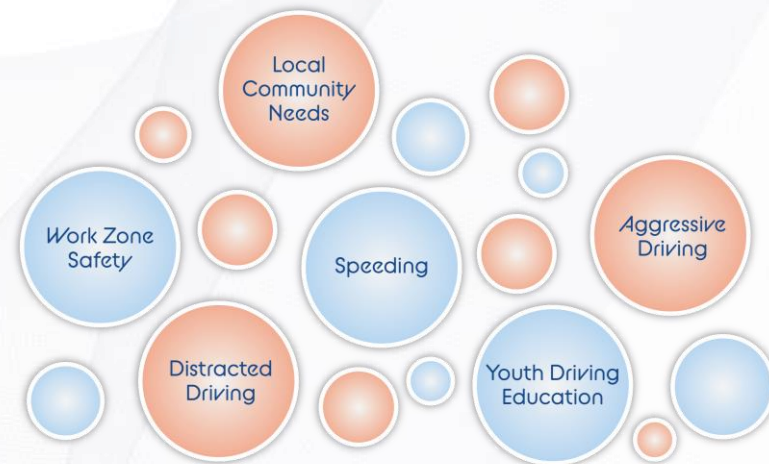 Local
Community
Needs
Work Zone
Safety
Speeding
Aggressive
Driving
Distracted
Driving
Youth Driving
Education